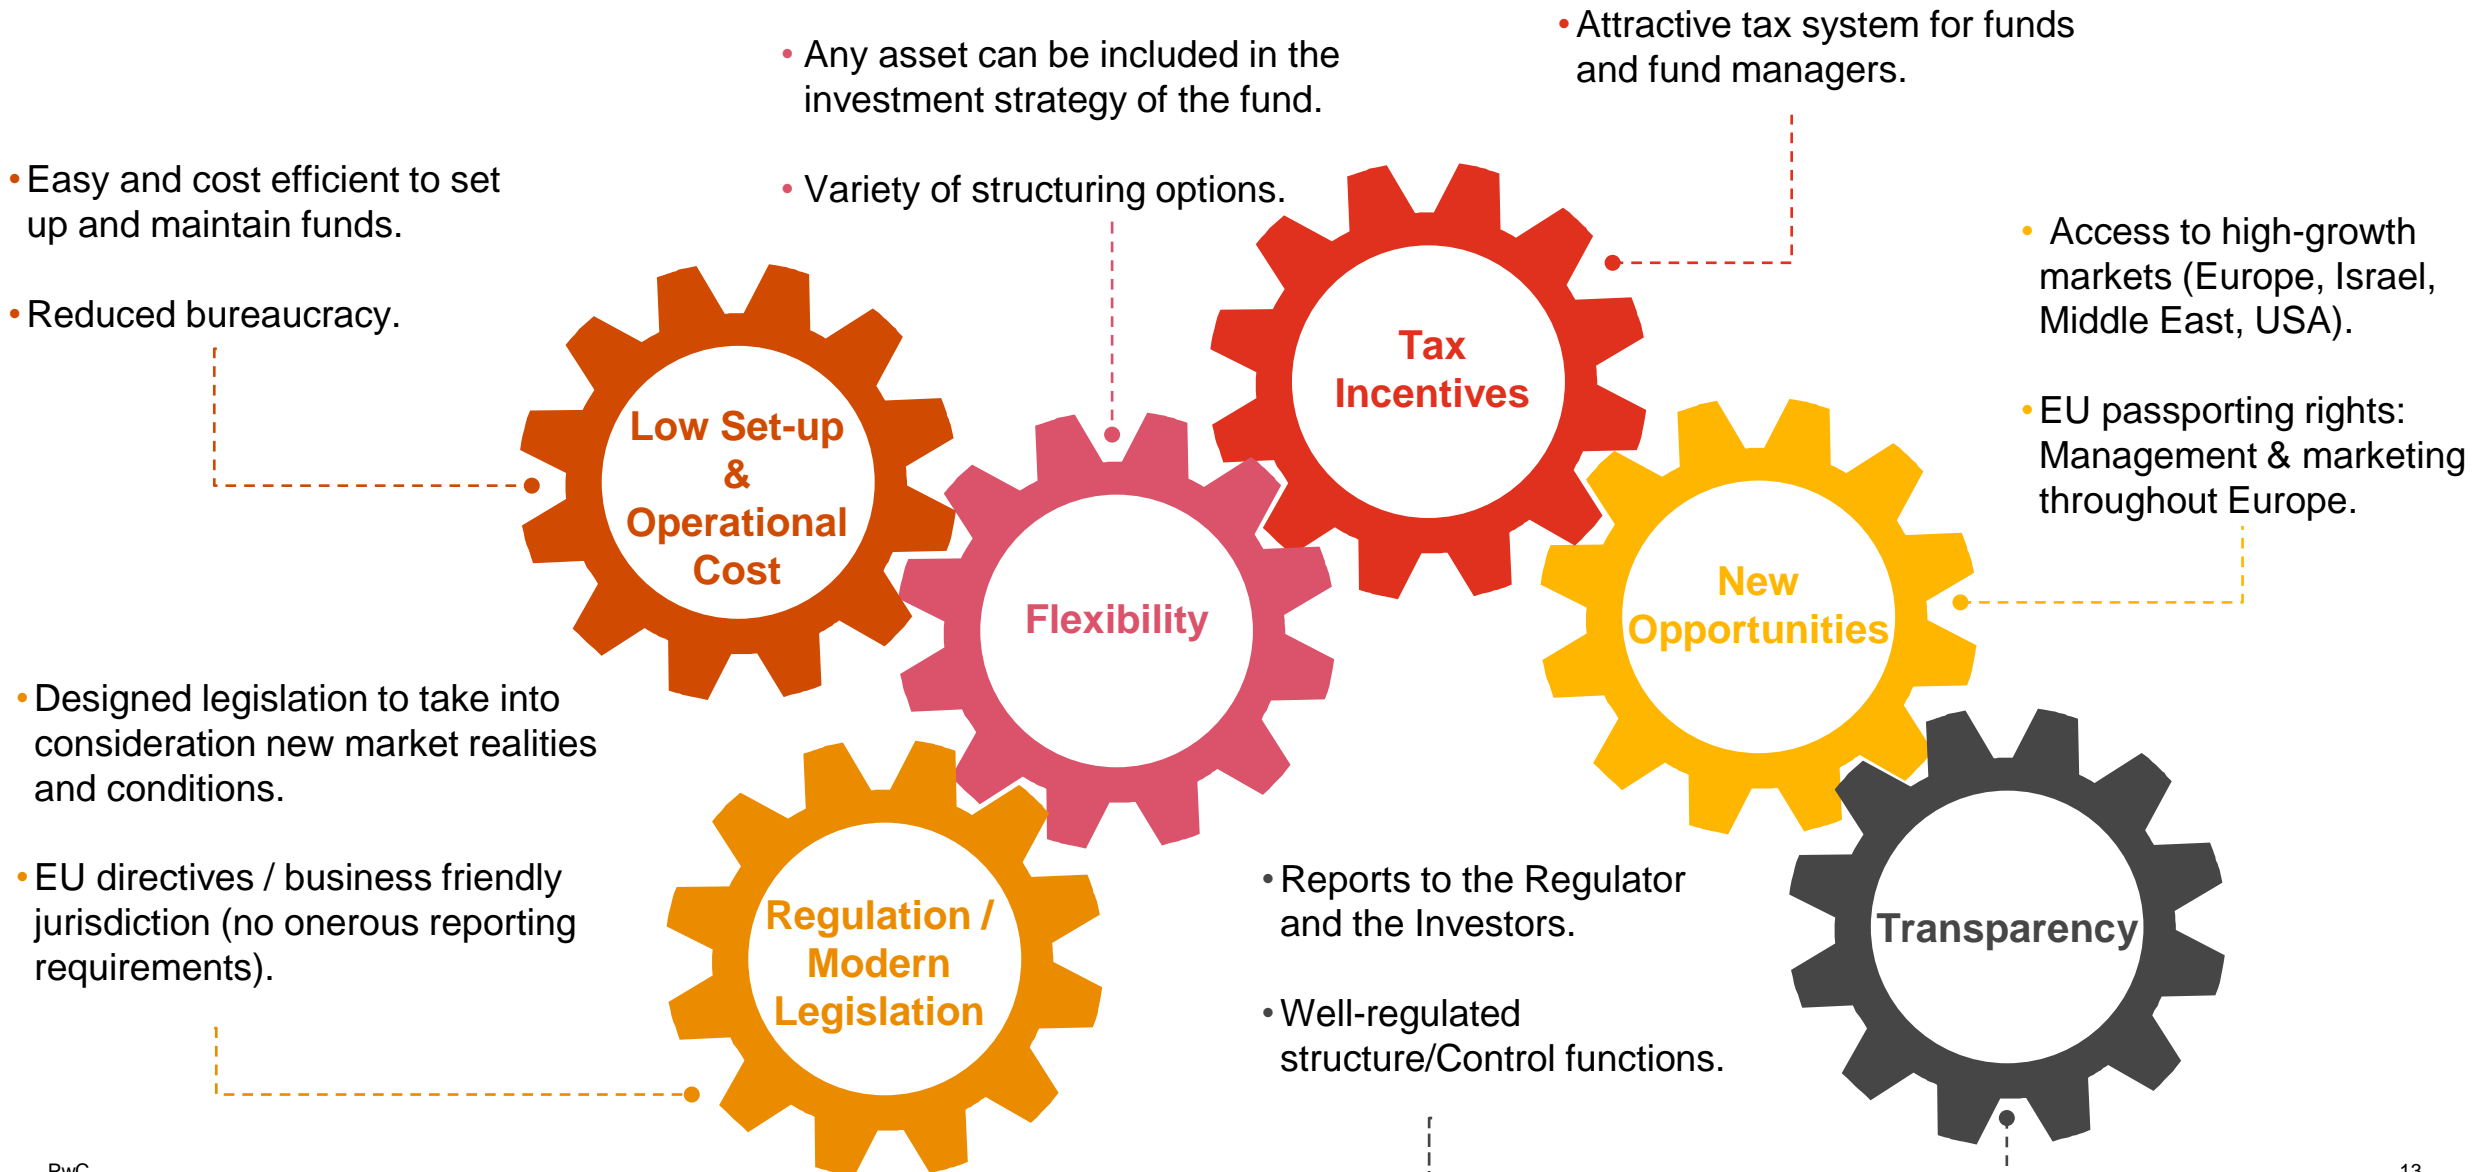 • Any asset can be included in the
investment strategy of the fund.
• Variety of structuring options.
• Attractive tax system for funds
and fund managers.
• Easy and cost efficient to set
up and maintain funds.
• Reduced bureaucracy.
• Access to high-growth
markets (Europe, Israel,
Middle East, USA).
• EU passporting rights:
Management & marketing
throughout Europe.
Tax
Incentives
Low Set-up
&
Operational
Cost
Flexibility
New
Opportunities
• Designed legislation to take into
consideration new market realities
and conditions.
• EU directives / business friendly
jurisdiction (no onerous reporting
requirements).
Regulation /
Modern
Legislation
• Reports to the Regulator
and the Investors.
• Well-regulated
structure/Control functions.
Transparency
PwC
13